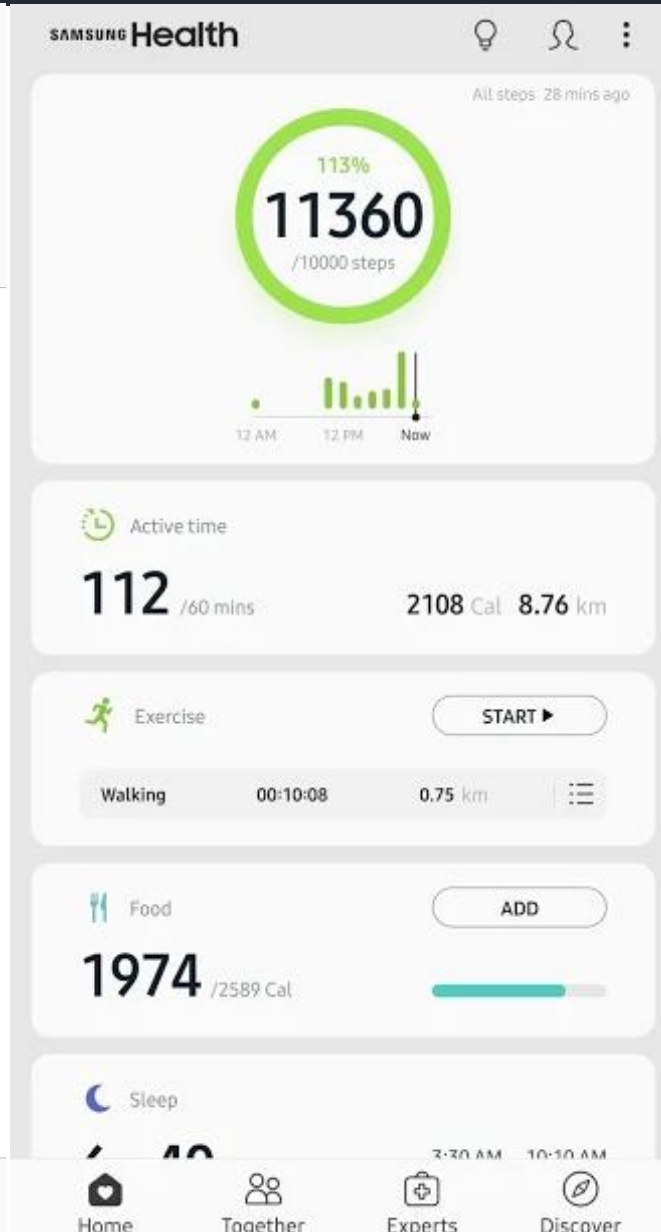 SAMSUNG Health
All steps 28 mins ago
113%
11360
/10000 steps
12 AM 12 PM Now
Active time
112 /60 mins 2108 Cal 8.76 km
Exercise START
Walking 00:10:08 0.75 km
Food ADD
1974 /2589 Cal
Sleep
3:30 AM 10:10 AM
Home Together Experts Discover